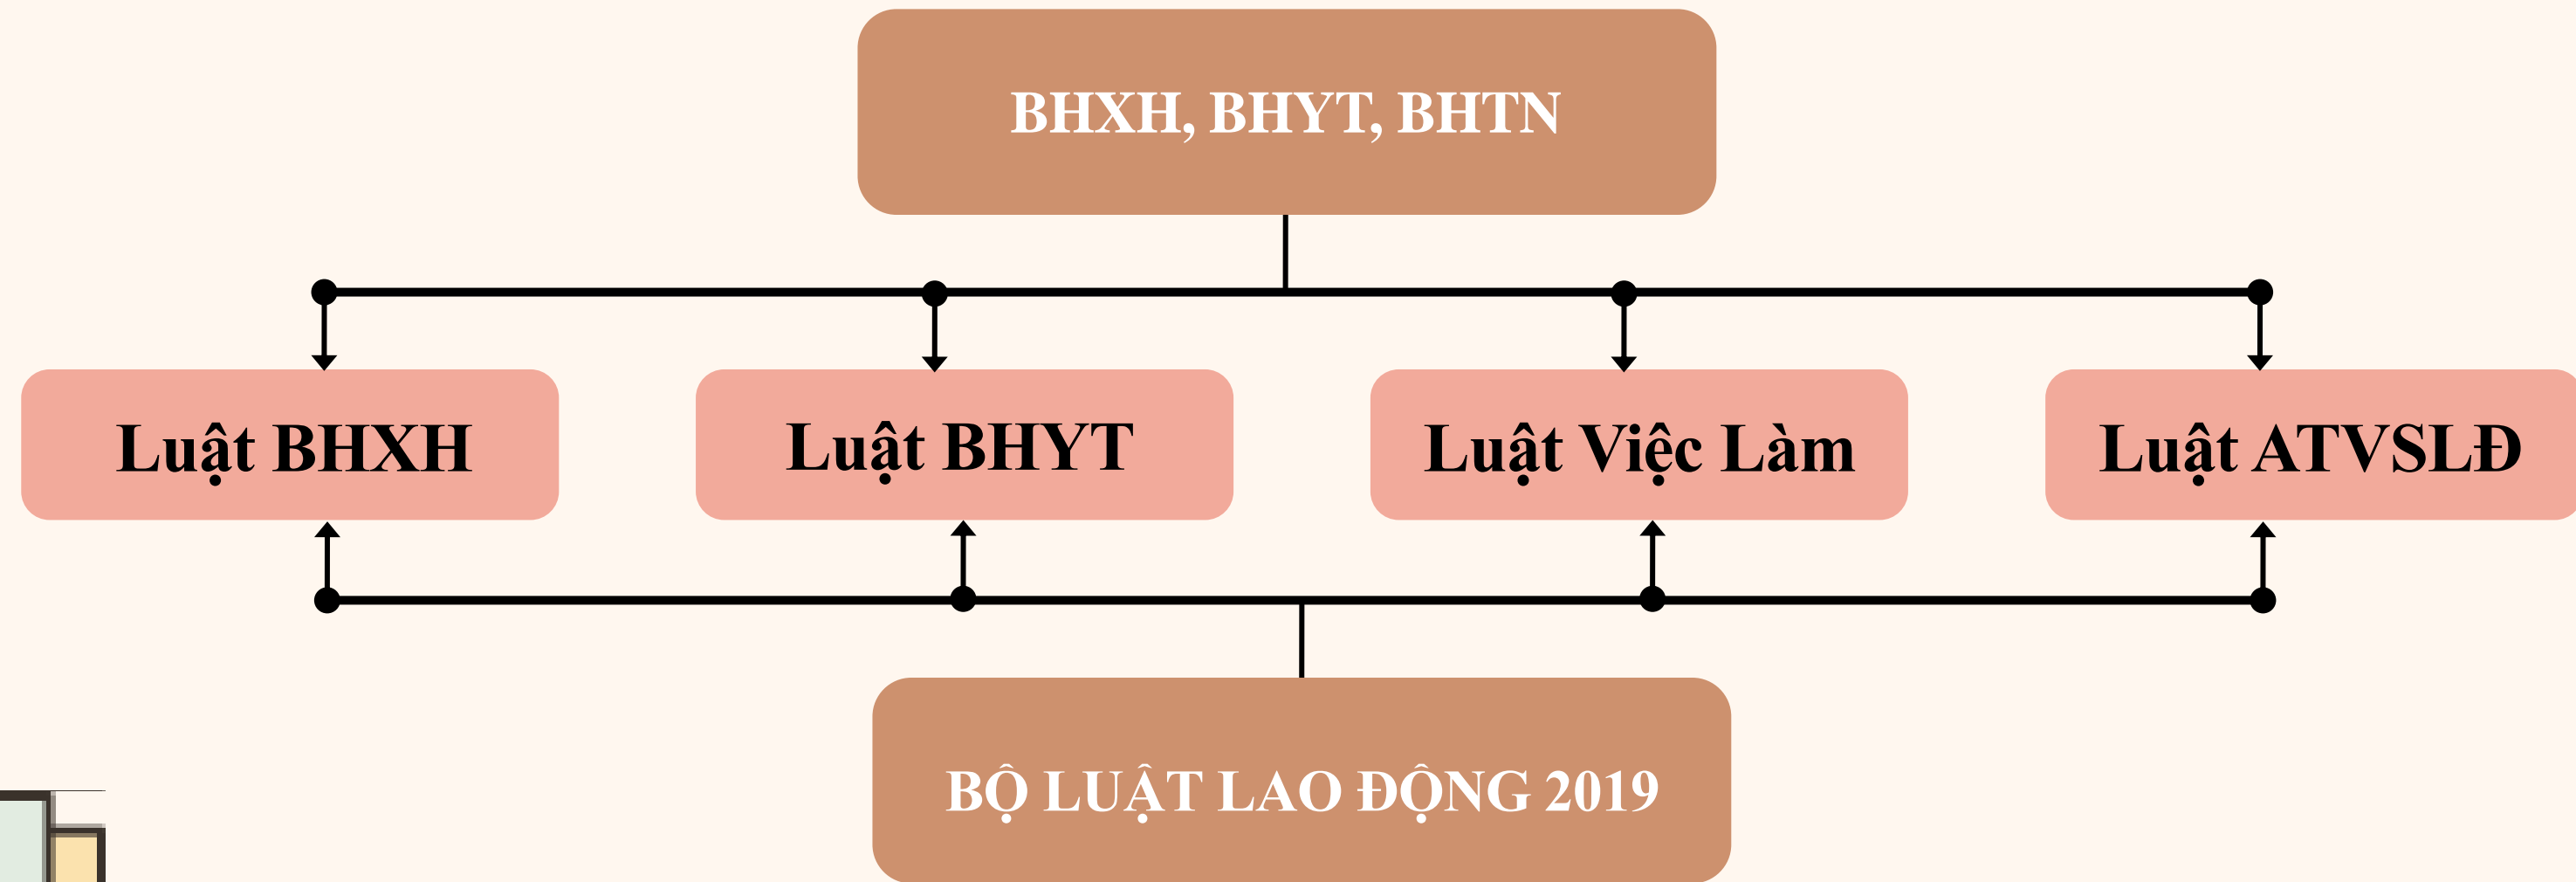 BHXH, BHYT, BHTN
Luật BHXH
Luật BHYT
Luật Việc Làm
Luật ATVSLĐ
BỘ LUẬT LAO ĐỘNG 2019